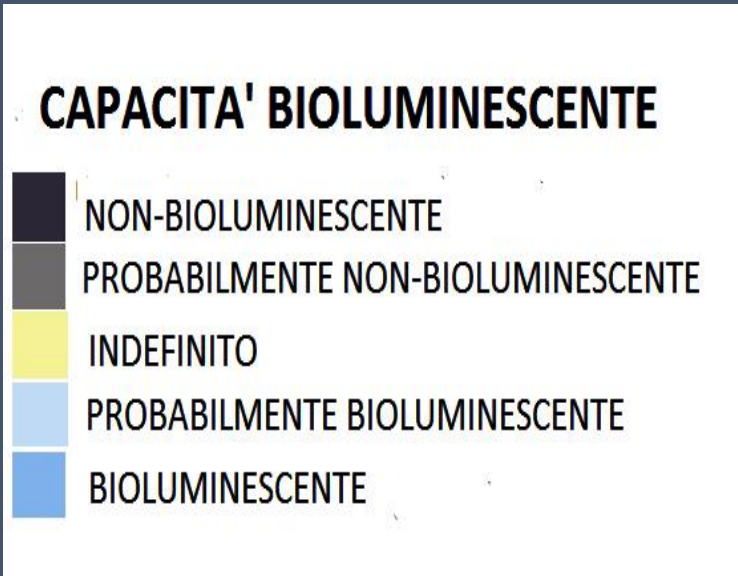 CAPACITA' BIOLUMINESCENTE
NON-BIOLUMINESCENTE
PROBABILMENTE NON-BIOLUMINESCENTE
INDEFINITO
PROBABILMENTE BIOLUMINESCENTE
BIOLUMINESCENTE